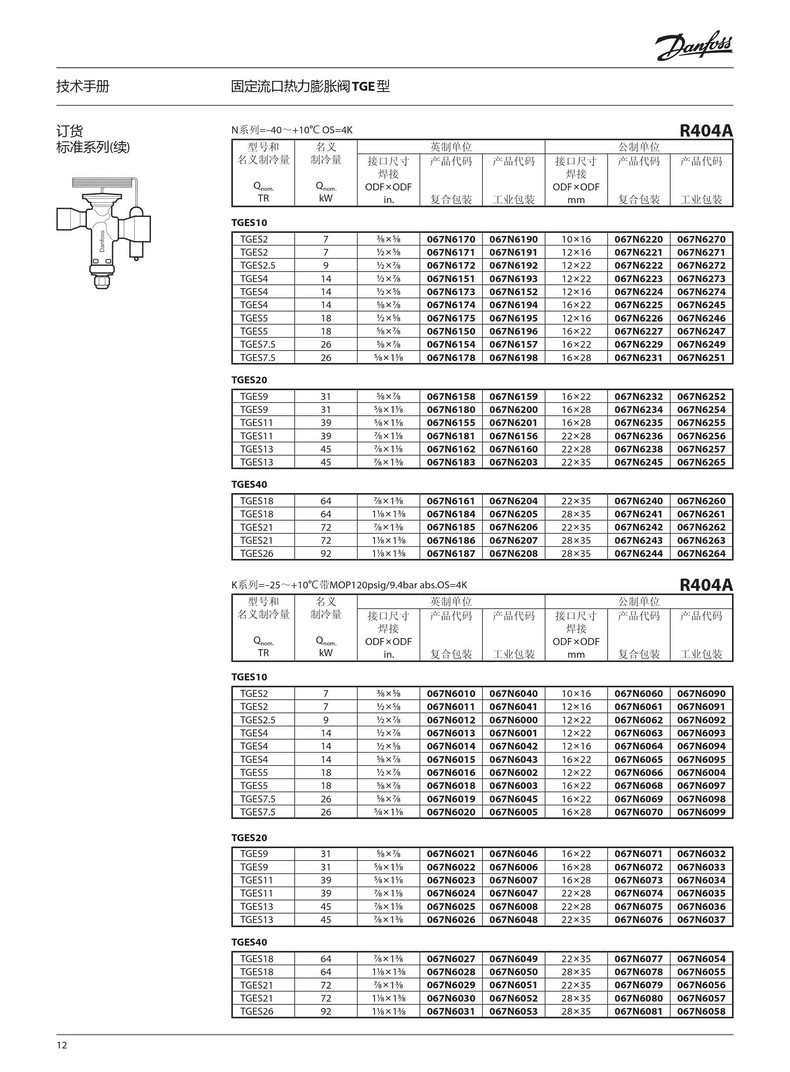 Danfoss
技术手册 固定流口热力膨胀阀 TGE 型
订货
标准系列(续)
Danfoss
N系列=–40～+10℃ OS=4K R404A
型号和 名义 英制单位 公制单位
名义制冷量 制冷量 接口尺寸 产品代码 产品代码 接口尺寸 产品代码 产品代码
焊接 焊接
Qnom. Qnom. ODF×ODF ODF×ODF
TR kW in. 复合包装 工业包装 mm 复合包装 工业包装
TGES10
TGES2 7 ⅜×⅝ 067N6170 067N6190 10×16 067N6220 067N6270
TGES2 7 ½×⅝ 067N6171 067N6191 12×16 067N6221 067N6271
TGES2.5 9 ½×⅞ 067N6172 067N6192 12×22 067N6222 067N6272
TGES4 14 ½×⅞ 067N6151 067N6193 12×22 067N6223 067N6273
TGES4 14 ½×⅝ 067N6173 067N6152 12×16 067N6224 067N6274
TGES4 14 ⅝×⅞ 067N6174 067N6194 16×22 067N6225 067N6245
TGES5 18 ½×⅝ 067N6175 067N6195 12×16 067N6226 067N6246
TGES5 18 ⅝×⅞ 067N6150 067N6196 16×22 067N6227 067N6247
TGES7.5 26 ⅝×⅞ 067N6154 067N6157 16×22 067N6229 067N6249
TGES7.5 26 ⅝×1⅛ 067N6178 067N6198 16×28 067N6231 067N6251
TGES20
TGES9 31 ⅝×⅞ 067N6158 067N6159 16×22 067N6232 067N6252
TGES9 31 ⅝×1⅛ 067N6180 067N6200 16×28 067N6234 067N6254
TGES11 39 ⅝×1⅛ 067N6155 067N6201 16×28 067N6235 067N6255
TGES11 39 ⅞×1⅛ 067N6181 067N6156 22×28 067N6236 067N6256
TGES13 45 ⅞×1⅛ 067N6162 067N6160 22×28 067N6238 067N6257
TGES13 45 ⅞×1⅜ 067N6183 067N6203 22×35 067N6245 067N6265
TGES40
TGES18 64 ⅞×1⅜ 067N6161 067N6204 22×35 067N6240 067N6260
TGES18 64 1⅛×1⅜ 067N6184 067N6205 28×35 067N6241 067N6261
TGES21 72 ⅞×1⅜ 067N6185 067N6206 22×35 067N6242 067N6262
TGES21 72 1⅛×1⅜ 067N6186 067N6207 28×35 067N6243 067N6263
TGES26 92 1⅛×1⅜ 067N6187 067N6208 28×35 067N6244 067N6264
K系列=–25～+10℃带MOP120psig/9.4bar abs.OS=4K R404A
型号和 名义 英制单位 公制单位
名义制冷量 制冷量 接口尺寸 产品代码 产品代码 接口尺寸 产品代码 产品代码
焊接 焊接
Qnom. Qnom. ODF×ODF ODF×ODF
TR kW in. 复合包装 工业包装 mm 复合包装 工业包装
TGES10
TGES2 7 ⅜×⅝ 067N6010 067N6040 10×16 067N6060 067N6090
TGES2 7 ½×⅝ 067N6011 067N6041 12×16 067N6061 067N6091
TGES2.5 9 ½×⅞ 067N6012 067N6000 12×22 067N6062 067N6092
TGES4 14 ½×⅞ 067N6013 067N6001 12×22 067N6063 067N6093
TGES4 14 ½×⅝ 067N6014 067N6042 12×16 067N6064 067N6094
TGES4 14 ⅝×⅞ 067N6015 067N6043 16×22 067N6065 067N6095
TGES5 18 ½×⅞ 067N6016 067N6002 12×22 067N6066 067N6004
TGES5 18 ⅝×⅞ 067N6018 067N6003 16×22 067N6068 067N6097
TGES7.5 26 ⅝×⅞ 067N6019 067N6045 16×22 067N6069 067N6098
TGES7.5 26 ⅝×1⅛ 067N6020 067N6005 16×28 067N6070 067N6099
TGES20
TGES9 31 ⅝×⅞ 067N6021 067N6046 16×22 067N6071 067N6032
TGES9 31 ⅝×1⅛ 067N6022 067N6006 16×28 067N6072 067N6033
TGES11 39 ⅝×1⅛ 067N6023 067N6007 16×28 067N6073 067N6034
TGES11 39 ⅞×1⅛ 067N6024 067N6047 22×28 067N6074 067N6035
TGES13 45 ⅞×1⅛ 067N6025 067N6008 22×28 067N6075 067N6036
TGES13 45 ⅞×1⅜ 067N6026 067N6048 22×35 067N6076 067N6037
TGES40
TGES18 64 ⅞×1⅜ 067N6027 067N6049 22×35 067N6077 067N6054
TGES18 64 1⅛×1⅜ 067N6028 067N6050 28×35 067N6078 067N6055
TGES21 72 ⅞×1⅜ 067N6029 067N6051 22×35 067N6079 067N6056
TGES21 72 1⅛×1⅜ 067N6030 067N6052 28×35 067N6080 067N6057
TGES26 92 1⅛×1⅜ 067N6031 067N6053 28×35 067N6081 067N6058
12